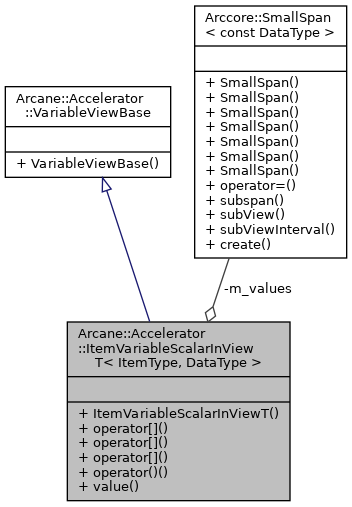 Arccore::SmallSpan
< const DataType >
+ SmallSpan()
+ SmallSpan()
+ SmallSpan()
+ SmallSpan()
+ SmallSpan()
+ SmallSpan()
+ SmallSpan()
+ operator=()
+ subspan()
+ subView()
+ subViewInterval()
+ create()
Arcane::Accelerator
::VariableViewBase
+ VariableViewBase()
-m_values
Arcane::Accelerator
::ItemVariableScalarInView
T< ItemType, DataType >
+ ItemVariableScalarInViewT()
+ operator[]()
+ operator[]()
+ operator[]()
+ operator()()
+ value()